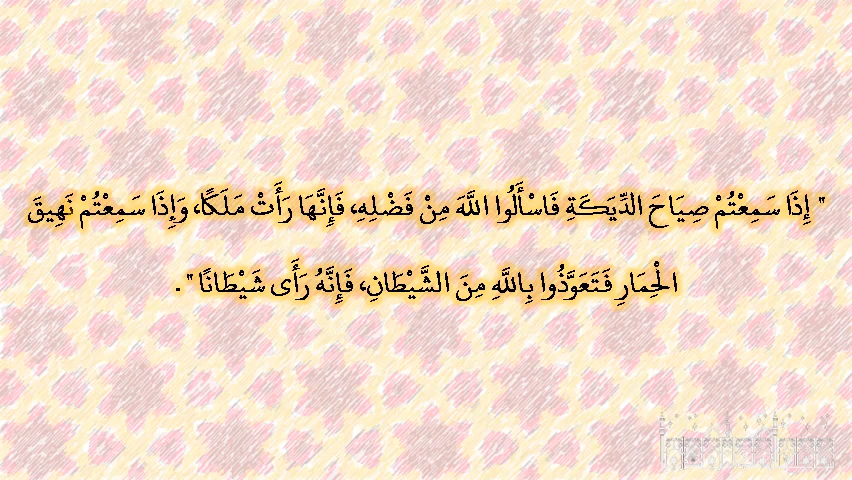 " إِذَا سَمِعْتُمْ صِيَاحَ الدِّيَكَةِ فَاسْأَلُوا اللَّهَ مِنْ فَضْلِهِ، فَإِنَّهَا رَأَتْ مَلَكًا، وَإِذَا سَمِعْتُمْ نَهِيقَ
الْحِمَارِ فَتَعَوَّذُوا بِاللَّهِ مِنَ الشَّيْطَانِ، فَإِنَّهُ رَأَى شَيْطَانًا " .